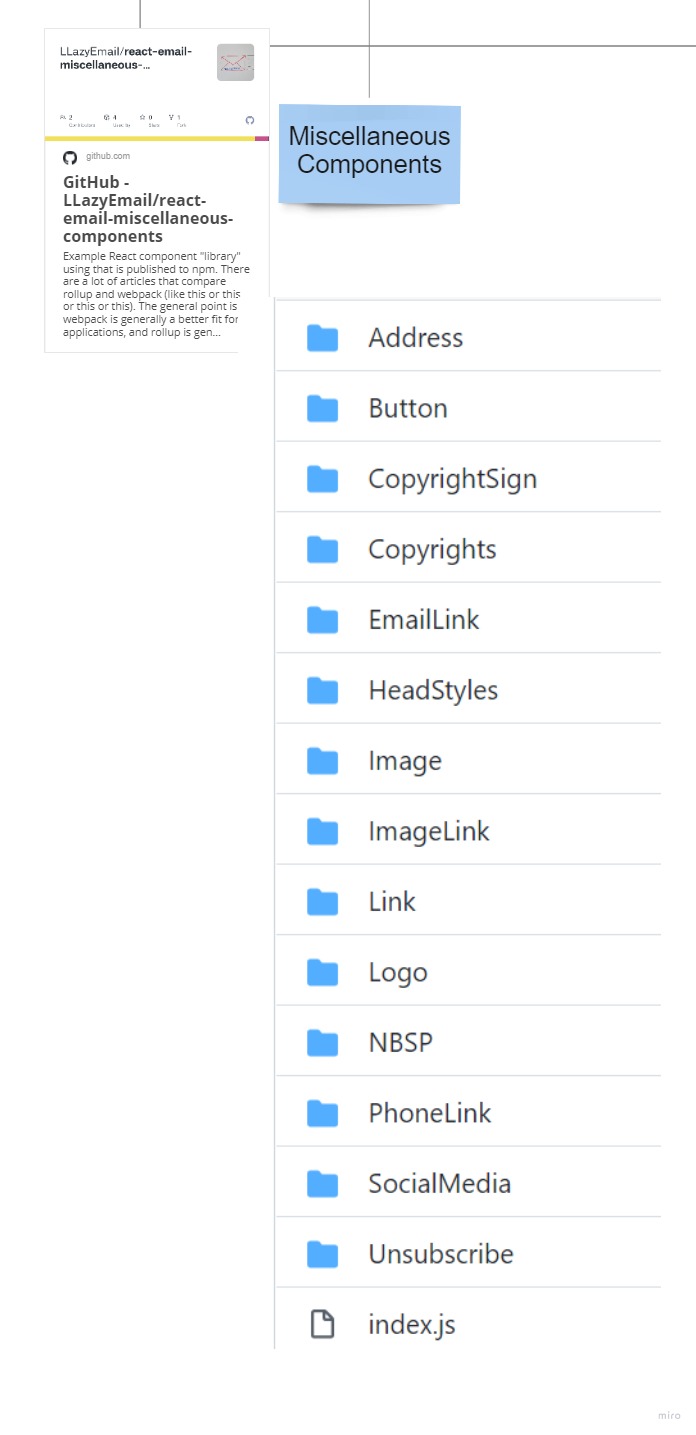 LLazyEmail/react-email-
miscellaneous-...
2
Contributors
4
Used by
0
Stars
1
Fork
github.com
GitHub -
LLazyEmail/react-
email-miscellaneous-
components
Example React component "library"
using that is published to npm. There
are a lot of articles that compare
rollup and webpack (like this or this
or this or this). The general point is
webpack is generally a better fit for
applications, and rollup is gen...
Miscellaneous
Components
Address
Button
CopyrightSign
Copyrights
EmailLink
HeadStyles
Image
ImageLink
Link
Logo
NBSP
PhoneLink
SocialMedia
Unsubscribe
index.js
miro